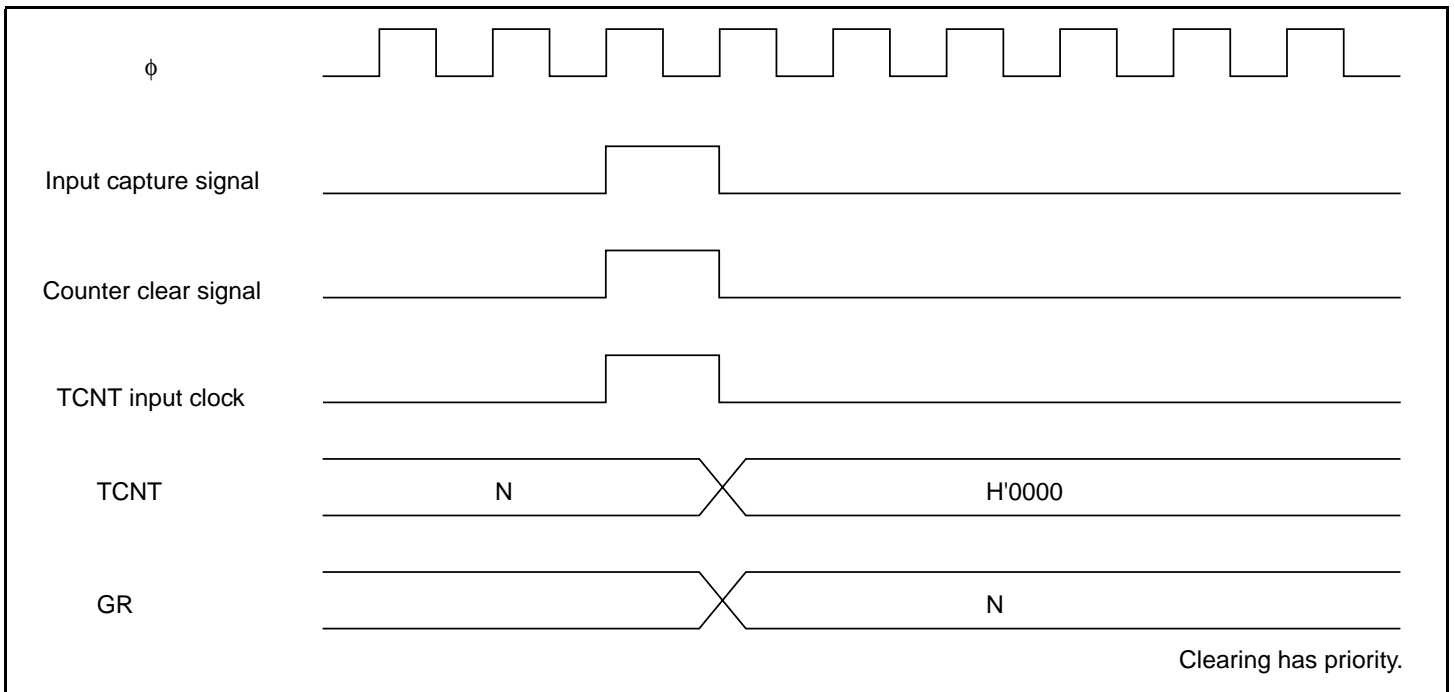 ϕ
Input capture signal
Counter clear signal
TCNT input clock
TCNT N H'0000
GR N
Clearing has priority.